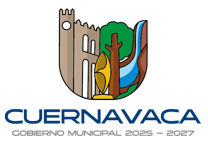 CUERNAVACA
GOBIERNO MUNICIPAL 2025 – 2027